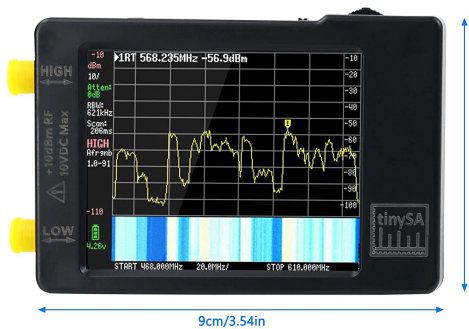 HIGH
+10dBm RF
10VDC Max
LOW
-10
dBm
10/
Atten:
0dB
RBW:
621kHz
Scan:
206ms
HIGH
Afrgnb
1.0-91
-110
4.26v
▶1RT 568.235MHz -56.9dBm
1
-10
-20
-30
-40
-50
-60
-70
-80
-90
-100
START 468.000MHz 20.0MHz/ STOP 610.000MHz
tinySA
9cm/3.54in